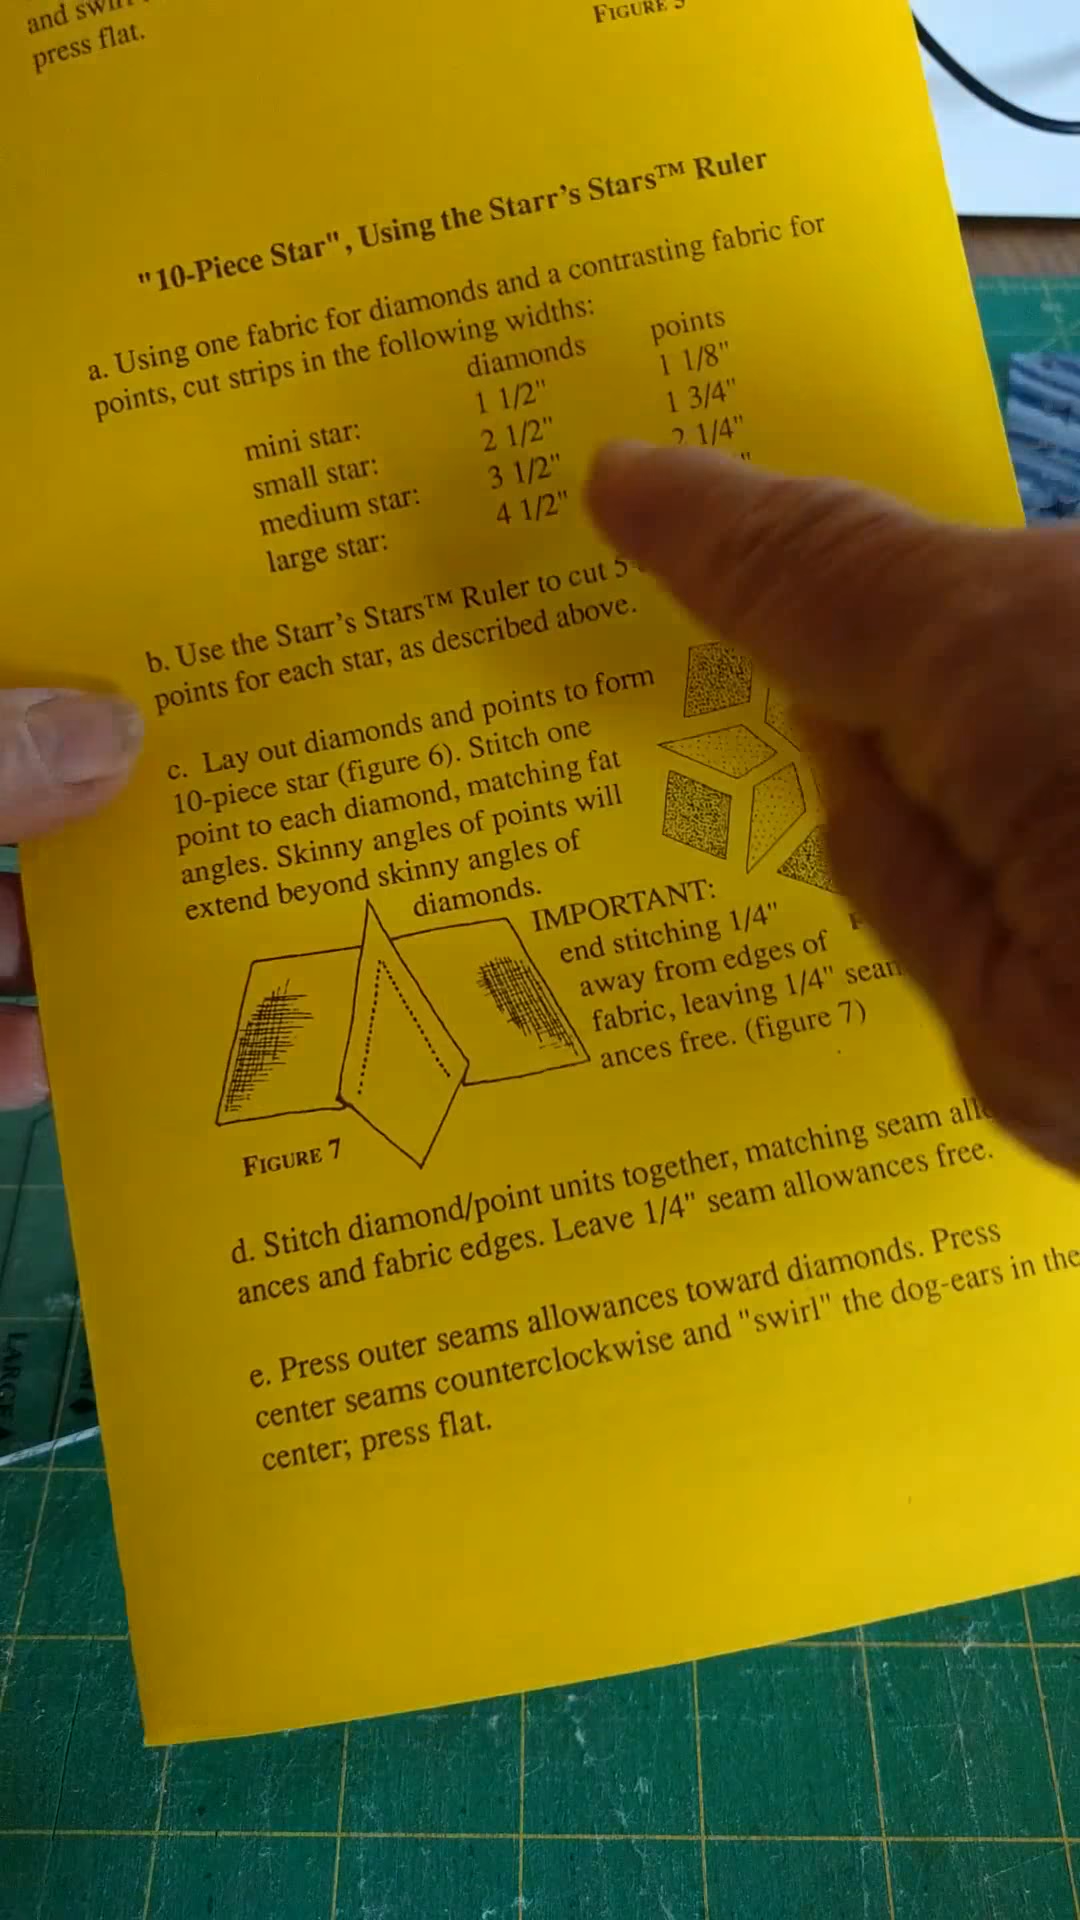 and
press flat.
FIGURE
"10-Piece Star", Using the Starr's Stars™ Ruler
a. Using one fabric for diamonds and a contrasting fabric for
points, cut strips in the following widths:
diamonds points
mini star: 1 1/2" 1 1/8"
small star: 2 1/2" 1 3/4"
medium star: 3 1/2" 2 1/4"
large star: 4 1/2"
b. Use the Starr's Stars™ Ruler to cut 5
points for each star, as described above.
c. Lay out diamonds and points to form
10-piece star (figure 6). Stitch one
point to each diamond, matching fat
angles. Skinny angles of points will
extend beyond skinny angles of
diamonds.
IMPORTANT:
end stitching 1/4"
away from edges of
fabric, leaving 1/4" seam
ances free. (figure 7)
FIGURE 7
d. Stitch diamond/point units together, matching seam
ances and fabric edges. Leave 1/4" seam allowances free.
e. Press outer seams allowances toward diamonds. Press
center seams counterclockwise and "swirl" the dog-ears in the
center; press flat.
LARGE